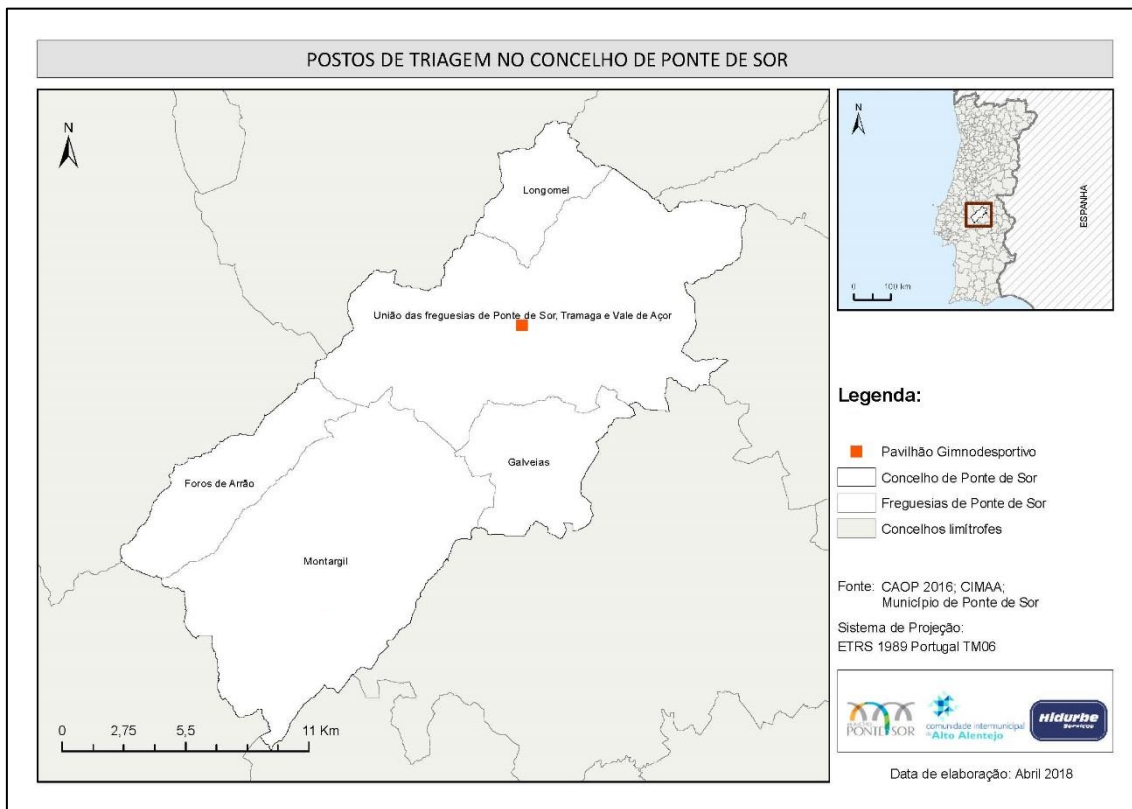 POSTOS DE TRIAGEM NO CONCELHO DE PONTE DE SOR
N
Longomel
União das freguesias de Ponte de Sor, Tramaga e Vale de Açor
Galveias
Foros de Arrão
Montargil
0 2,75 5,5 11 Km
N
ESPANHA
0 100 km
Legenda:
Pavilhão Gimnodesportivo
Concelho de Ponte de Sor
Freguesias de Ponte de Sor
Concelhos limítrofes
Fonte: CAOP 2016; CIMAA;
Município de Ponte de Sor
Sistema de Projeção:
ETRS 1989 Portugal TM06
MUNICÍPIO
PONTE SOR
comunidade intermunicipal
do Alto Alentejo
Hidurbe
Serviços
Data de elaboração: Abril 2018